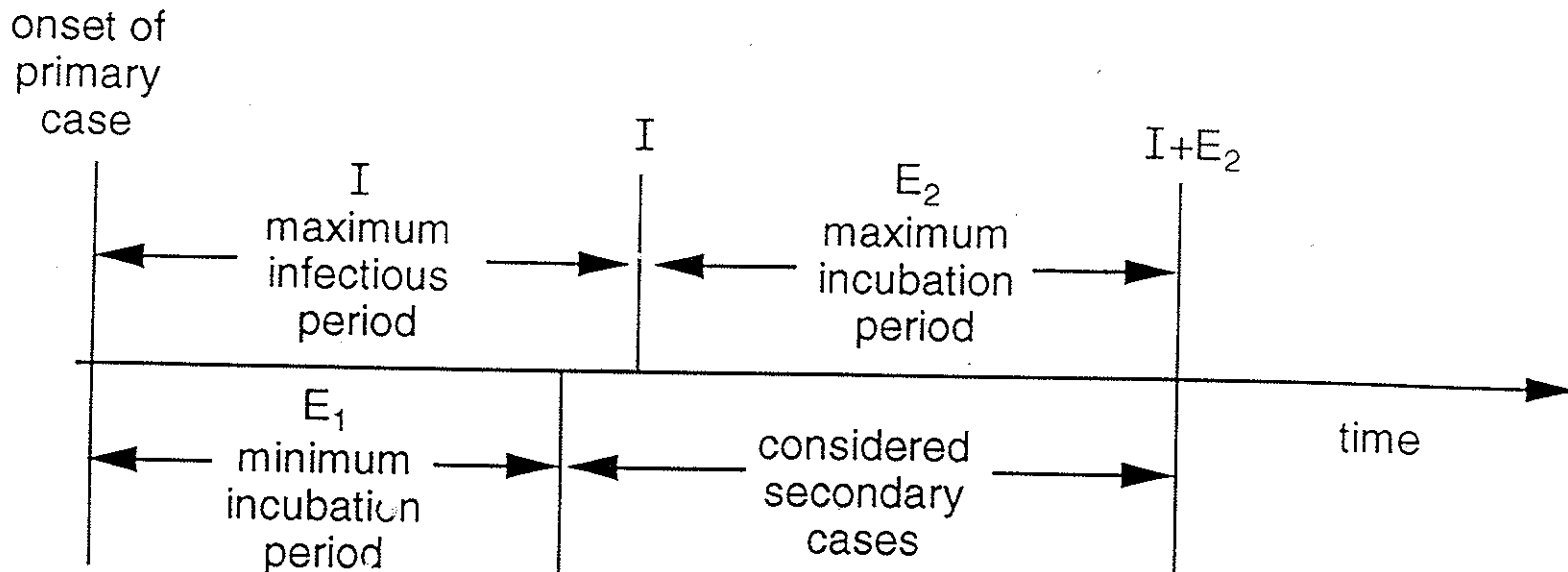 onset of
primary
case
I
maximum
infectious
period
I
E₂
maximum
incubation
period
I+E₂
E₁
minimum
incubation
period
considered
secondary
cases
time